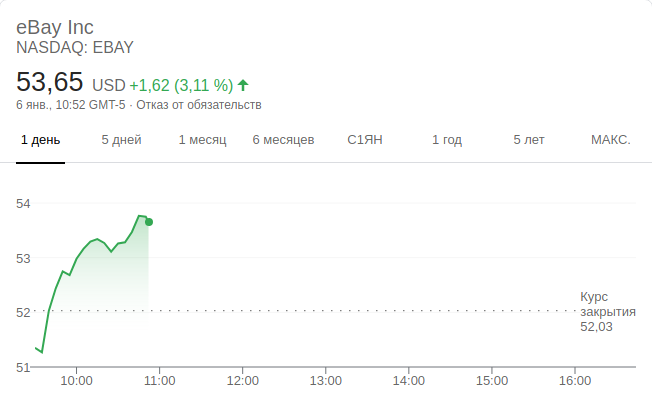 eBay Inc
NASDAQ: EBAY
53,65 USD +1,62 (3,11 %)
6 янв., 10:52 GMT-5 · Отказ от обязательств
1 день 5 дней 1 месяц 6 месяцев С1ЯН 1 год 5 лет МАКС.
54
53
52
51
Курс
закрытия
52,03
10:00 11:00 12:00 13:00 14:00 15:00 16:00